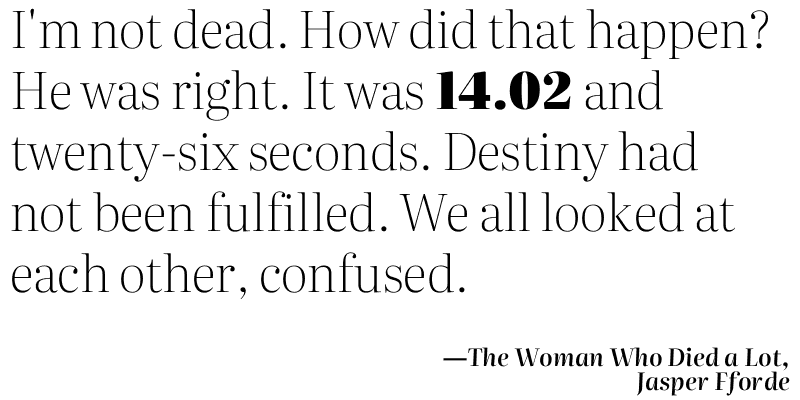 I'm not dead. How did that happen?
He was right. It was 14.02 and
twenty-six seconds. Destiny had
not been fulfilled. We all looked at
each other, confused.
—The Woman Who Died a Lot,
Jasper Fforde